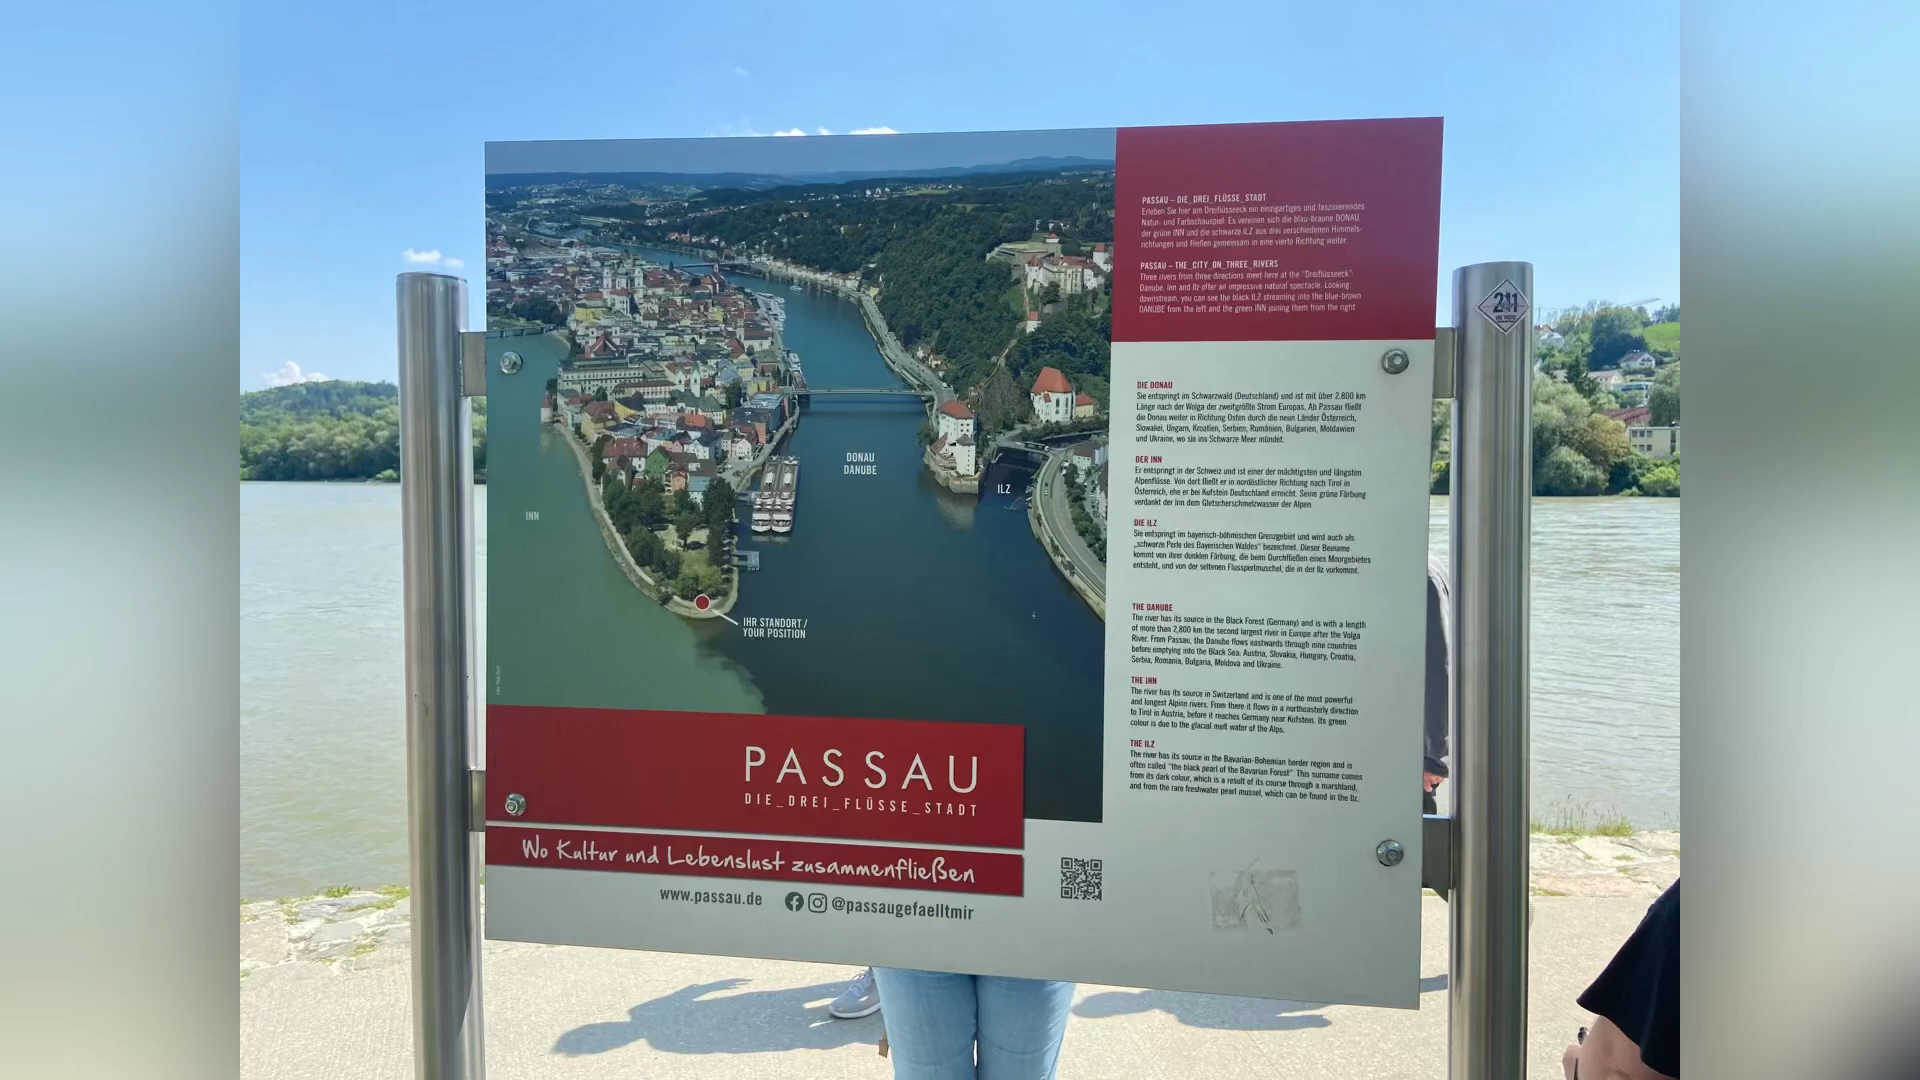 PASSAU – DIE_DREI_FLÜSSE_STADT
Erleben Sie hier am Dreiflüsseeck ein einzigartiges und faszinierendes
Natur- und Farbschauspiel. Es vereinen sich die blau-braune DONAU,
der grüne INN und die schwarze ILZ aus drei verschiedenen Himmels-
richtungen und fließen gemeinsam in eine vierte Richtung weiter.
PASSAU – THE_CITY_ON_THREE_RIVERS
Three rivers from three directions meet here at the "Dreiflüsseeck":
Danube, Inn and Ilz offer an impressive natural spectacle. Looking
downstream, you can see the black ILZ streaming into the blue-brown
DANUBE from the left and the green INN joining them from the right.
DIE DONAU
Sie entspringt im Schwarzwald (Deutschland) und ist mit über 2.800 km
Länge nach der Wolga der zweitgrößte Strom Europas. Ab Passau fließt
die Donau weiter in Richtung Osten durch die neun Länder Österreich,
Slowakei, Ungarn, Kroatien, Serbien, Rumänien, Bulgarien, Moldawien
und Ukraine, wo sie ins Schwarze Meer mündet.
DER INN
Er entspringt in der Schweiz und ist einer der mächtigsten und längsten
Alpenflüsse. Von dort fließt er in nordöstlicher Richtung nach Tirol in
Österreich, ehe er bei Kufstein Deutschland erreicht. Seine grüne Färbung
verdankt der Inn dem Gletscherschmelzwasser der Alpen.
DIE ILZ
Sie entspringt im bayerisch-böhmischen Grenzgebiet und wird auch als
„schwarze Perle des Bayerischen Waldes" bezeichnet. Dieser Beiname
kommt von ihrer dunklen Färbung, die beim Durchfließen eines Moorgebietes
entsteht, und von der seltenen Flussperlmuschel, die in der Ilz vorkommt.
THE DANUBE
The river has its source in the Black Forest (Germany) and is with a length
of more than 2,800 km the second largest river in Europe after the Volga
River. From Passau, the Danube flows eastwards through nine countries
before emptying into the Black Sea: Austria, Slovakia, Hungary, Croatia,
Serbia, Romania, Bulgaria, Moldova and Ukraine.
THE INN
The river has its source in Switzerland and is one of the most powerful
and longest Alpine rivers. From there it flows in a northeasterly direction
to Tirol in Austria, before it reaches Germany near Kufstein. Its green
colour is due to the glacial melt water of the Alps.
THE ILZ
The river has its source in the Bavarian-Bohemian border region and is
often called "the black pearl of the Bavarian Forest". This surname comes
from its dark colour, which is a result of its course through a marshland,
and from the rare freshwater pearl mussel, which can be found in the Ilz.
DONAU
DANUBE
ILZ
INN
IHR STANDORT /
YOUR POSITION
PASSAU
DIE_DREI_FLÜSSE_STADT
Wo Kultur und Lebenslust zusammenfließen
www.passau.de @passaugefaelltmir
211